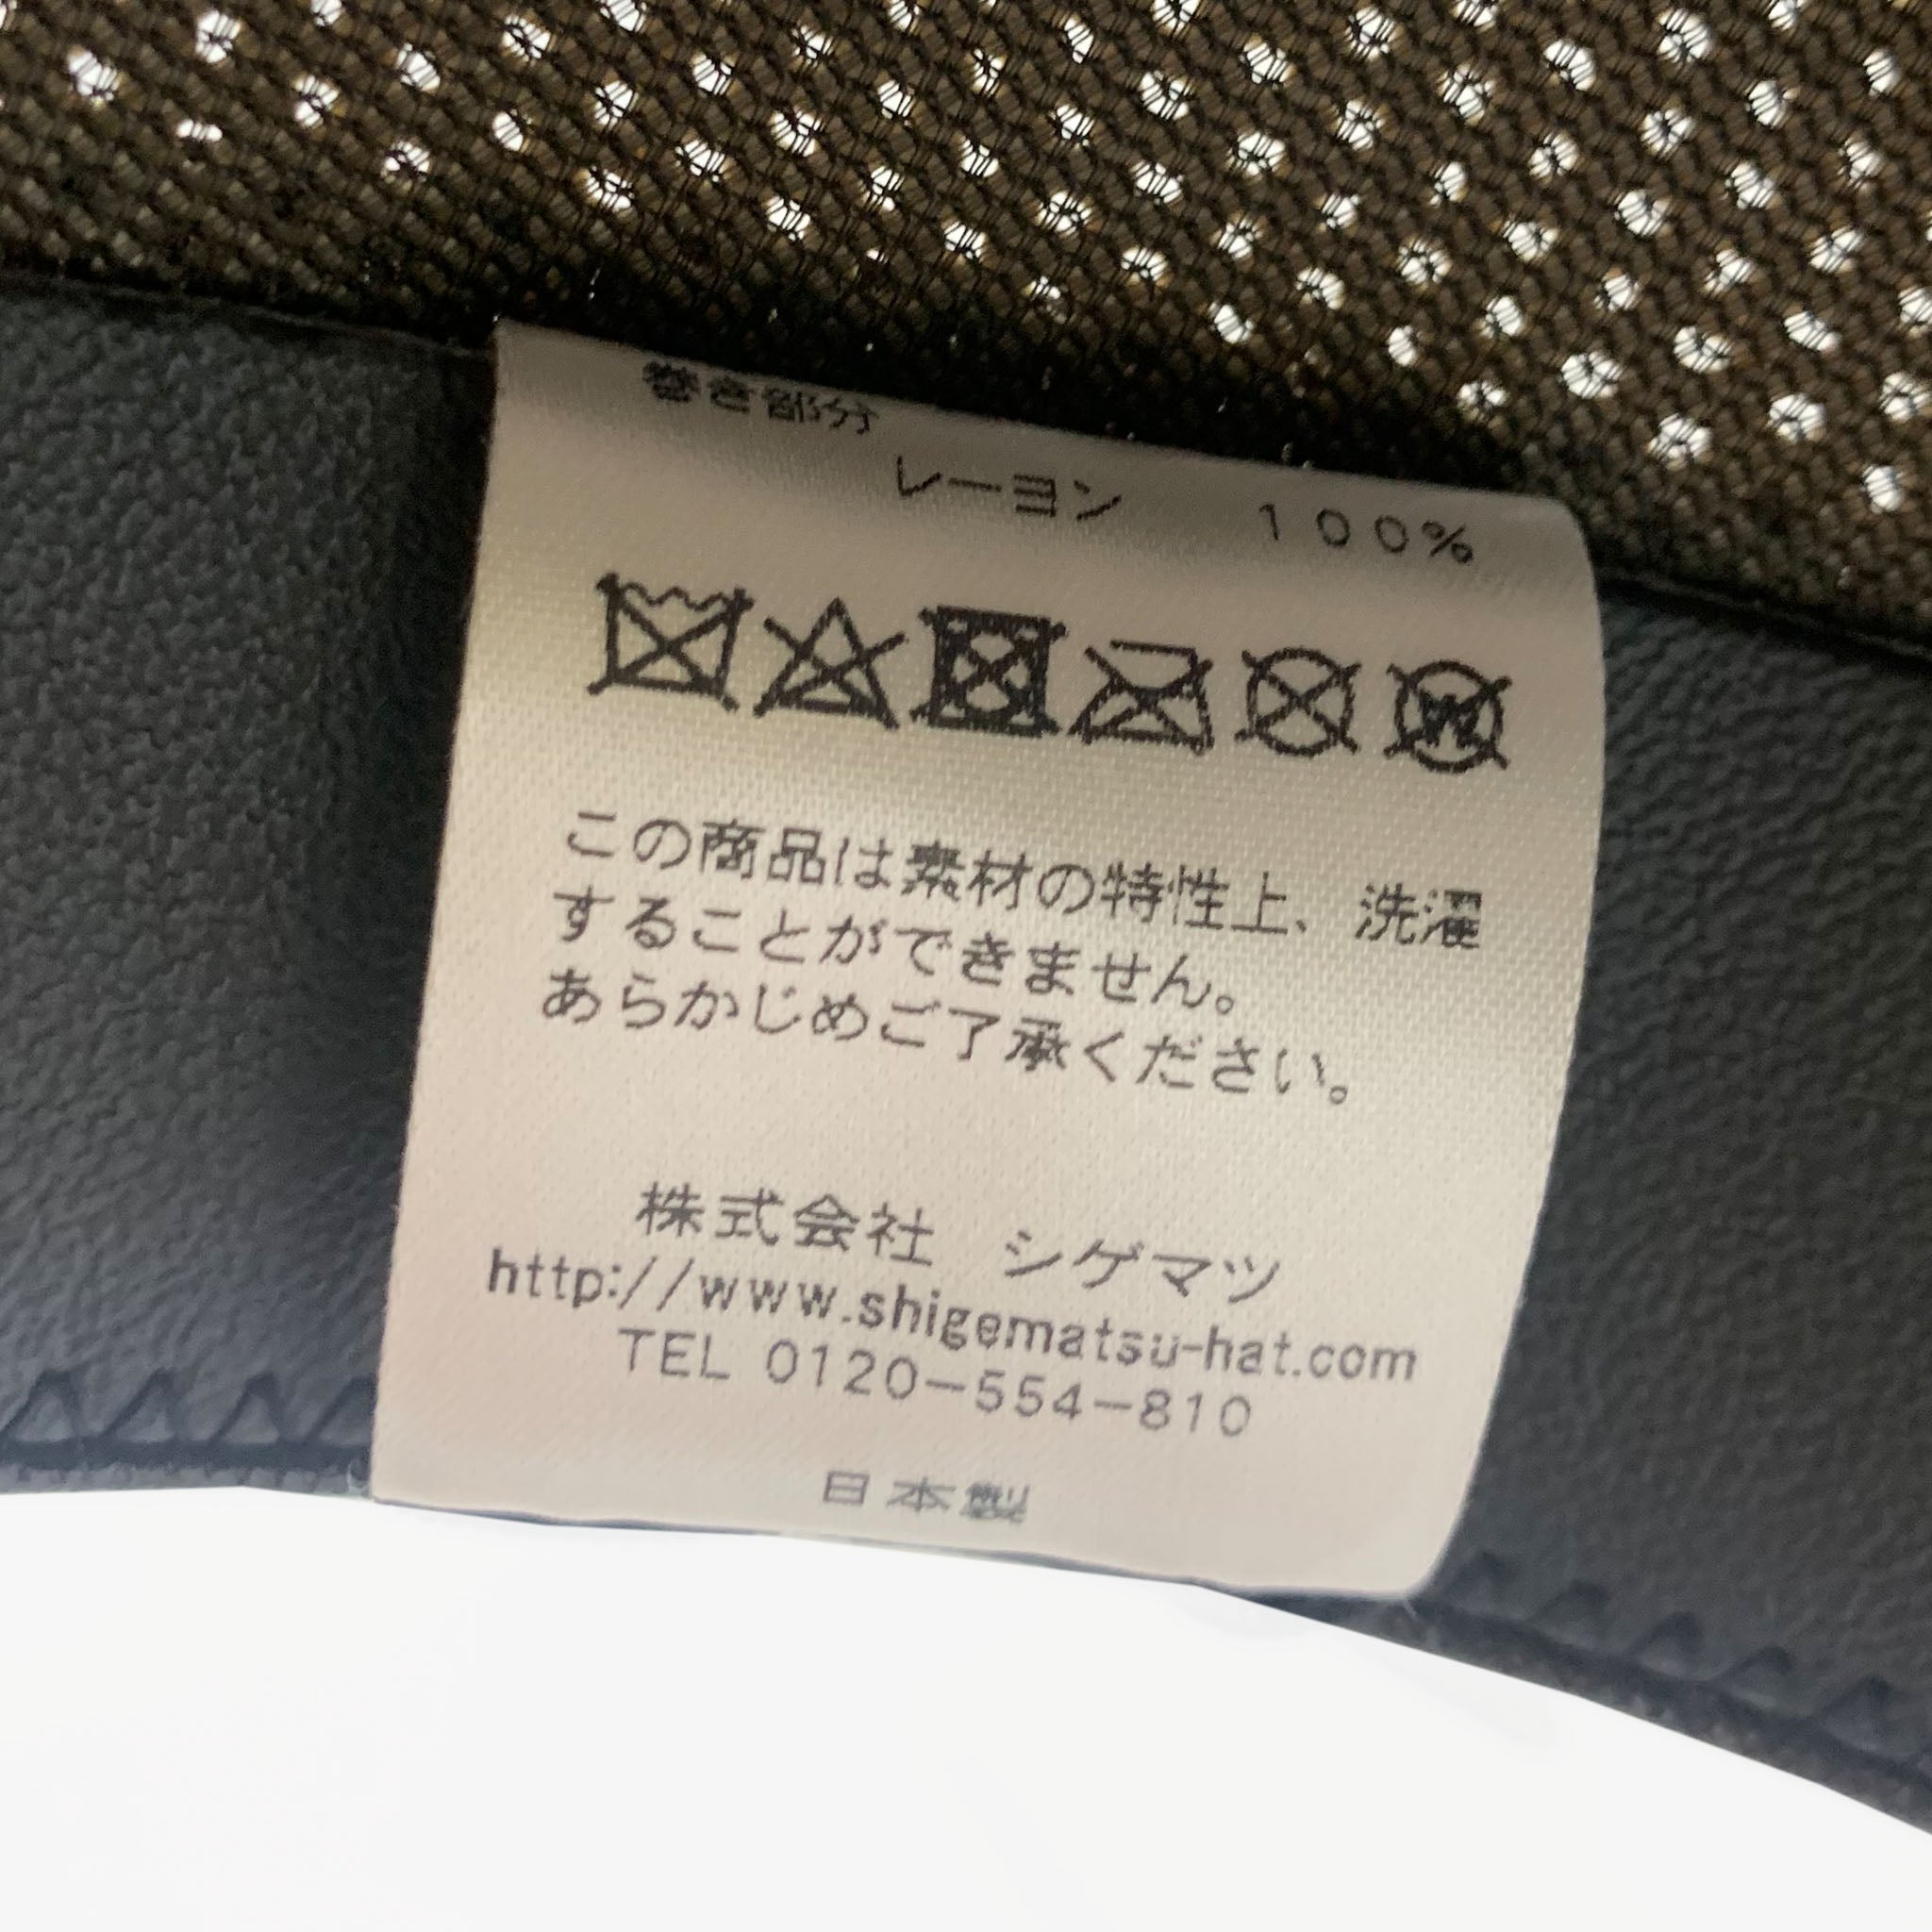 巻き部分
レーヨン　１００％
W
この商品は素材の特性上、洗濯
することができません。
あらかじめご了承ください。
株式会社　シゲマツ
http://www.shigematsu-hat.com
TEL 0120-554-810
日本製